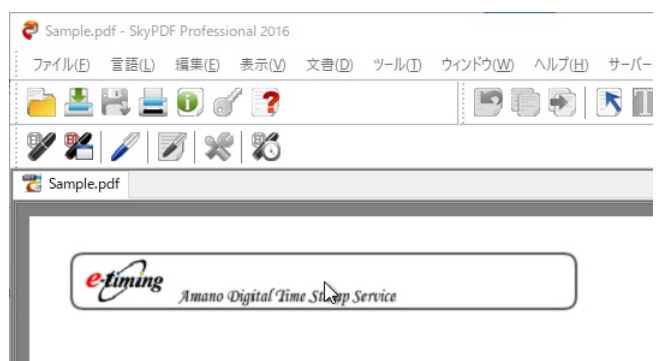 Sample.pdf - SkyPDF Professional 2016
ファイル(F) 言語(L) 編集(E) 表示(V) 文書(D) ツール(T) ウィンドウ(W) ヘルプ(H) サーバー
Sample.pdf
e-timing
Amano Digital Time Stamp Service